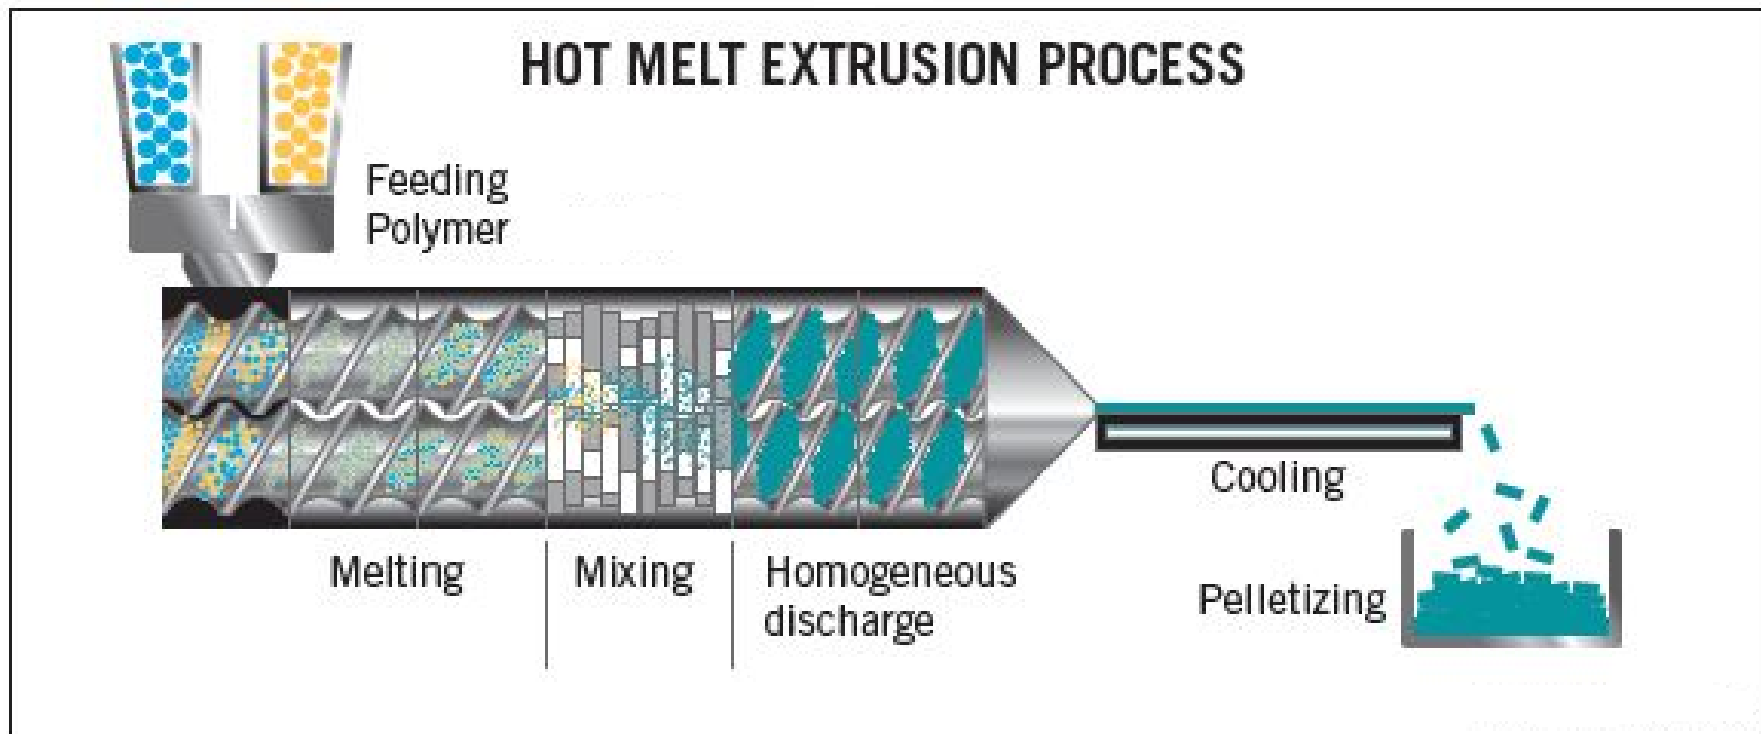 HOT MELT EXTRUSION PROCESS
Feeding
Polymer
Melting
Mixing
Homogeneous
discharge
Cooling
Pelletizing